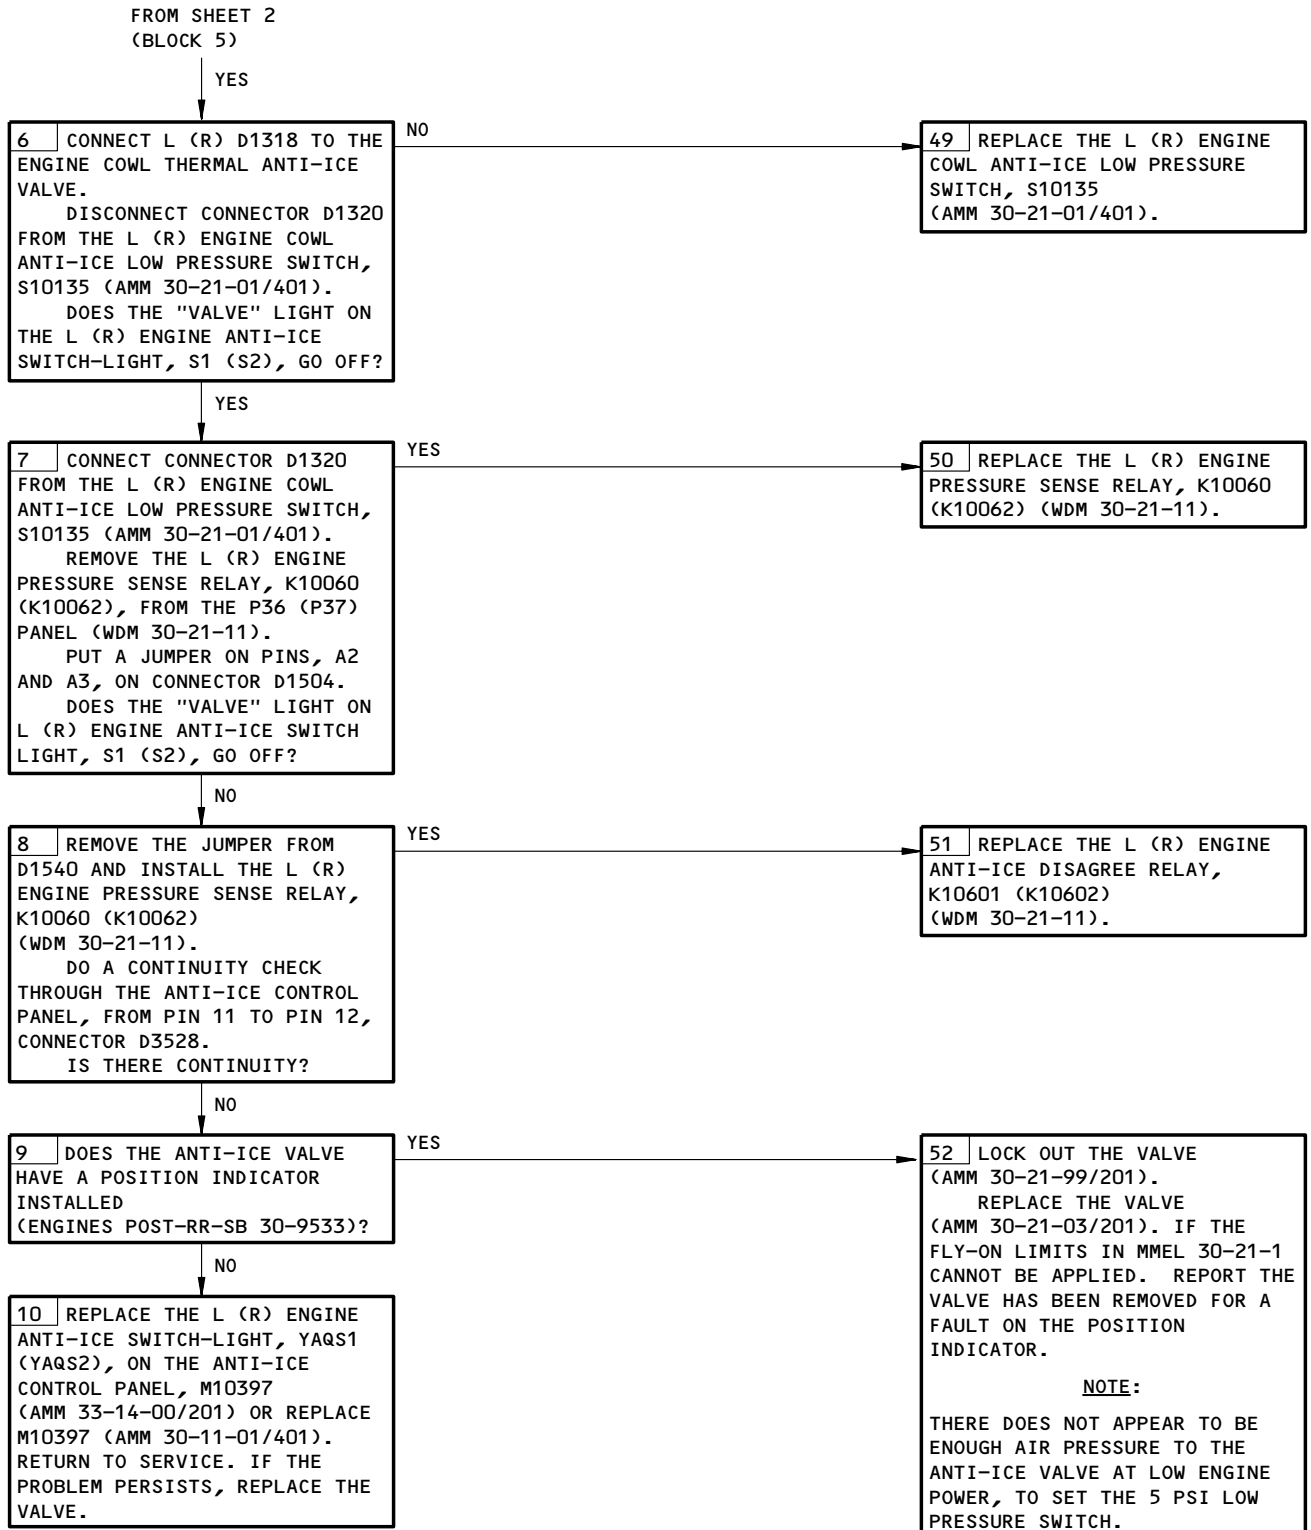 FROM SHEET 2
(BLOCK 5)
YES
6 CONNECT L (R) D1318 TO THE
ENGINE COWL THERMAL ANTI-ICE
VALVE.
DISCONNECT CONNECTOR D1320
FROM THE L (R) ENGINE COWL
ANTI-ICE LOW PRESSURE SWITCH,
S10135 (AMM 30-21-01/401).
DOES THE "VALVE" LIGHT ON
THE L (R) ENGINE ANTI-ICE
SWITCH-LIGHT, S1 (S2), GO OFF?
NO
49 REPLACE THE L (R) ENGINE
COWL ANTI-ICE LOW PRESSURE
SWITCH, S10135
(AMM 30-21-01/401).
YES
7 CONNECT CONNECTOR D1320
FROM THE L (R) ENGINE COWL
ANTI-ICE LOW PRESSURE SWITCH,
S10135 (AMM 30-21-01/401).
REMOVE THE L (R) ENGINE
PRESSURE SENSE RELAY, K10060
(K10062), FROM THE P36 (P37)
PANEL (WDM 30-21-11).
PUT A JUMPER ON PINS, A2
AND A3, ON CONNECTOR D1504.
DOES THE "VALVE" LIGHT ON
L (R) ENGINE ANTI-ICE SWITCH
LIGHT, S1 (S2), GO OFF?
YES
50 REPLACE THE L (R) ENGINE
PRESSURE SENSE RELAY, K10060
(K10062) (WDM 30-21-11).
NO
8 REMOVE THE JUMPER FROM
D1540 AND INSTALL THE L (R)
ENGINE PRESSURE SENSE RELAY,
K10060 (K10062)
(WDM 30-21-11).
DO A CONTINUITY CHECK
THROUGH THE ANTI-ICE CONTROL
PANEL, FROM PIN 11 TO PIN 12,
CONNECTOR D3528.
IS THERE CONTINUITY?
YES
51 REPLACE THE L (R) ENGINE
ANTI-ICE DISAGREE RELAY,
K10601 (K10602)
(WDM 30-21-11).
NO
9 DOES THE ANTI-ICE VALVE
HAVE A POSITION INDICATOR
INSTALLED
(ENGINES POST-RR-SB 30-9533)?
YES
52 LOCK OUT THE VALVE
(AMM 30-21-99/201).
REPLACE THE VALVE
(AMM 30-21-03/201). IF THE
FLY-ON LIMITS IN MMEL 30-21-1
CANNOT BE APPLIED. REPORT THE
VALVE HAS BEEN REMOVED FOR A
FAULT ON THE POSITION
INDICATOR.
NOTE:
THERE DOES NOT APPEAR TO BE
ENOUGH AIR PRESSURE TO THE
ANTI-ICE VALVE AT LOW ENGINE
POWER, TO SET THE 5 PSI LOW
PRESSURE SWITCH.
NO
10 REPLACE THE L (R) ENGINE
ANTI-ICE SWITCH-LIGHT, YAQS1
(YAQS2), ON THE ANTI-ICE
CONTROL PANEL, M10397
(AMM 33-14-00/201) OR REPLACE
M10397 (AMM 30-11-01/401).
RETURN TO SERVICE. IF THE
PROBLEM PERSISTS, REPLACE THE
VALVE.